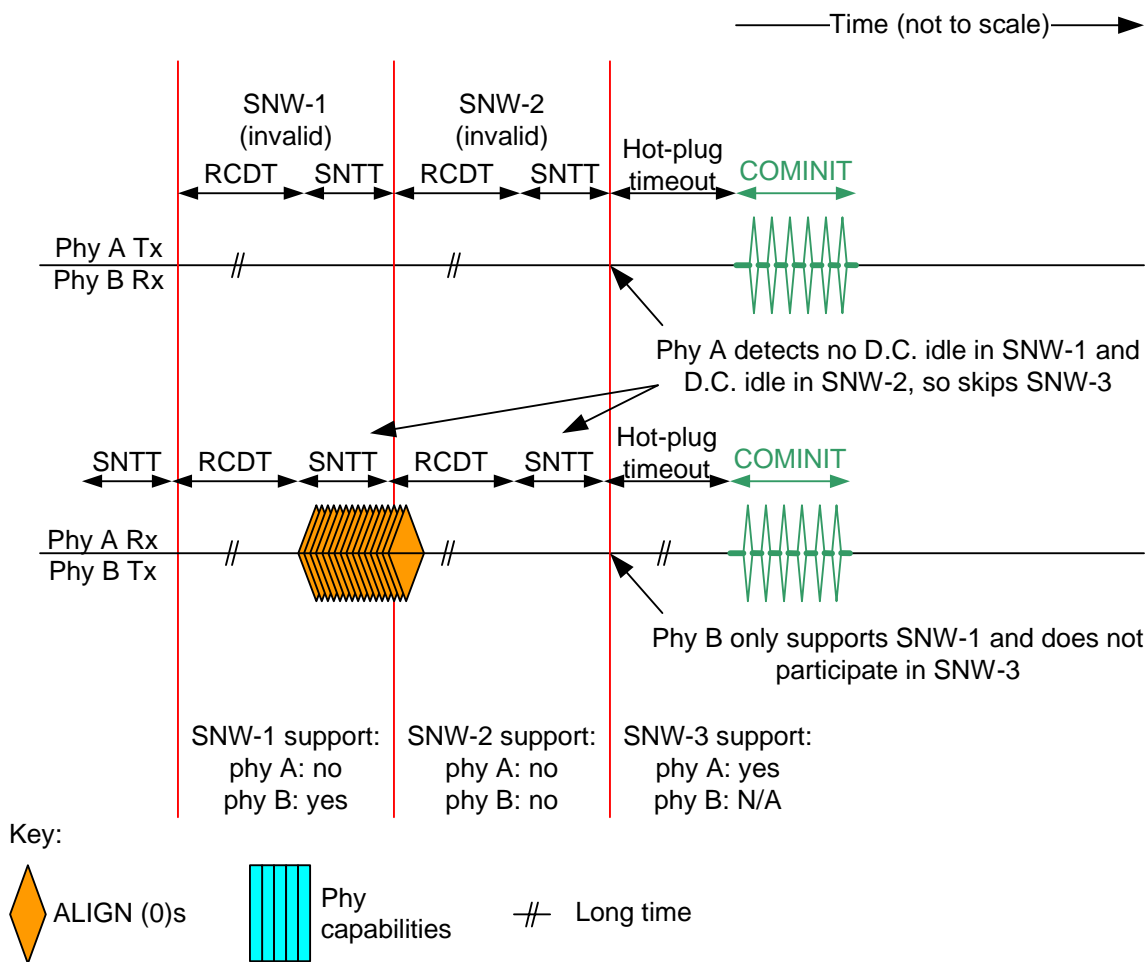 Time (not to scale)
SNW-1
(invalid)
SNW-2
(invalid)
RCDT
SNTT
RCDT
SNTT
Hot-plug
timeout
COMINIT
Phy A Tx
Phy B Rx
Phy A detects no D.C. idle in SNW-1 and
D.C. idle in SNW-2, so skips SNW-3
SNTT
RCDT
SNTT
RCDT
SNTT
Hot-plug
timeout
COMINIT
Phy A Rx
Phy B Tx
Phy B only supports SNW-1 and does not
participate in SNW-3
SNW-1 support:
phy A: no
phy B: yes
SNW-2 support:
phy A: no
phy B: no
SNW-3 support:
phy A: yes
phy B: N/A
Key:
ALIGN (0)s
Phy
capabilities
Long time